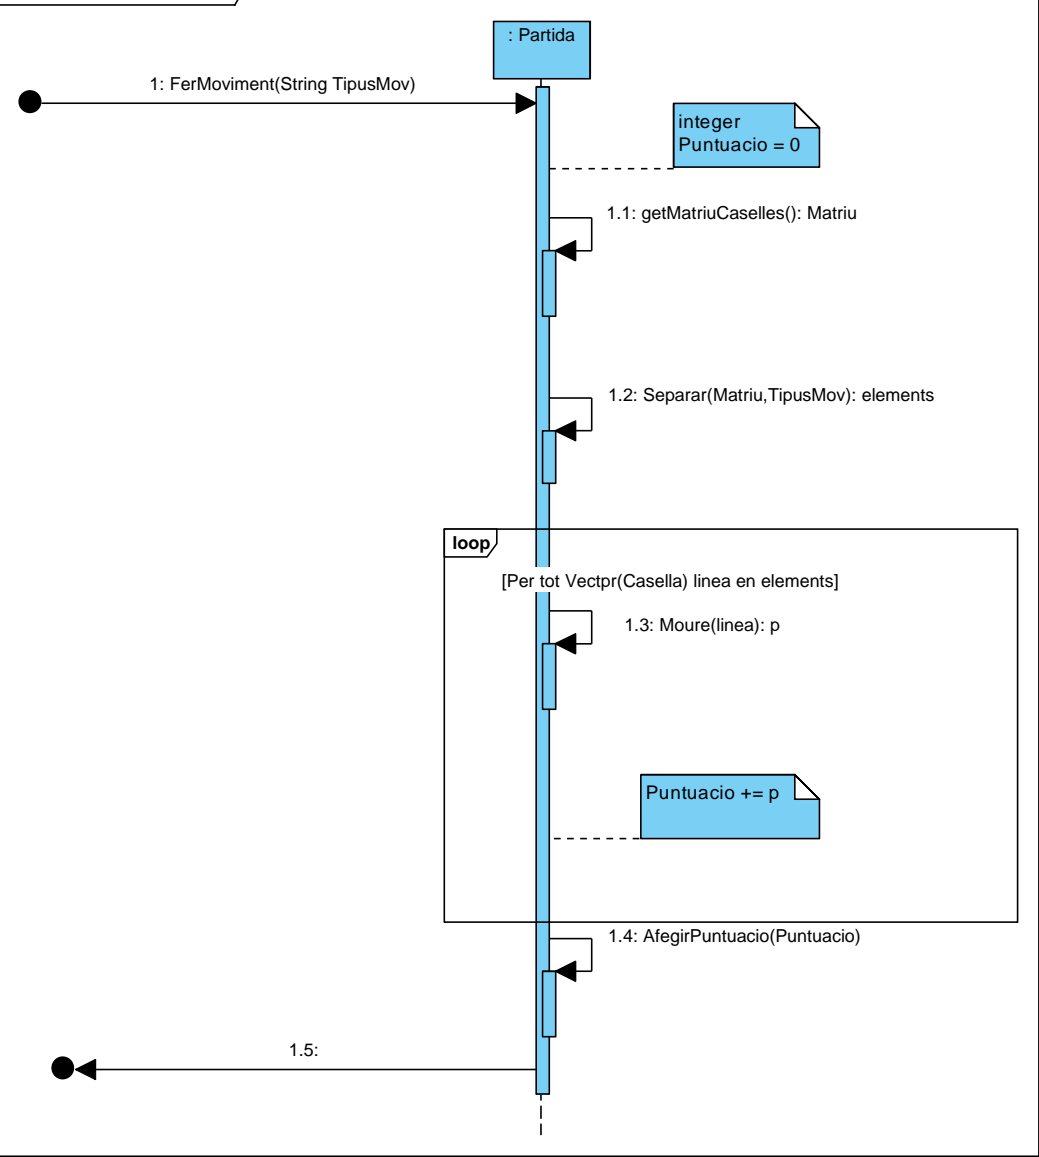 : Partida
1: FerMoviment(String TipusMov)
integer
Puntuacio = 0
1.1: getMatriuCaselles(): Matriu
1.2: Separar(Matriu,TipusMov): elements
loop
[Per tot Vectpr(Casella) linea en elements]
1.3: Moure(linea): p
Puntuacio += p
1.4: AfegirPuntuacio(Puntuacio)
1.5: